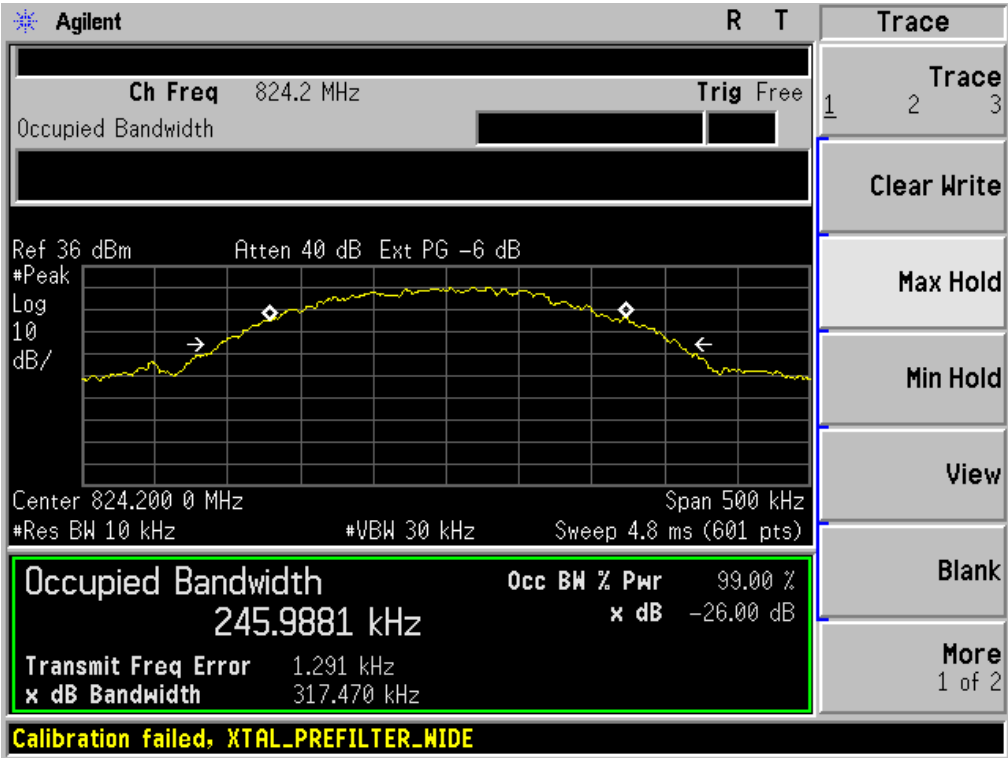 Agilent R T Trace
Ch Freq 824.2 MHz Trig Free
Occupied Bandwidth
Trace
1 2 3
Clear Write
Max Hold
Min Hold
View
Blank
More
1 of 2
Ref 36 dBm Atten 40 dB Ext PG -6 dB
#Peak
Log
10
dB/
Center 824.200 0 MHz Span 500 kHz
#Res BW 10 kHz #VBW 30 kHz Sweep 4.8 ms (601 pts)
Occupied Bandwidth Occ BW % Pwr 99.00 %
245.9881 kHz x dB -26.00 dB
Transmit Freq Error 1.291 kHz
x dB Bandwidth 317.470 kHz
Calibration failed, XTAL_PREFILTER_WIDE